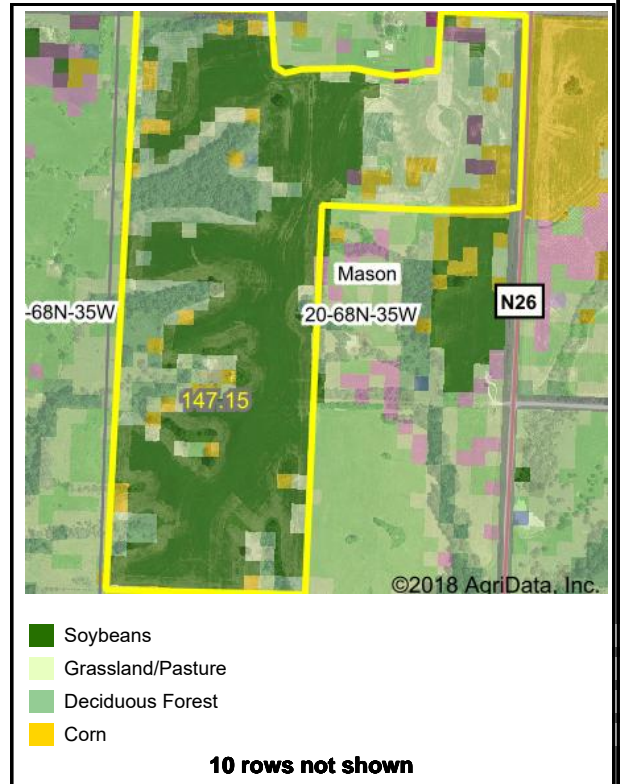 Mason
-68N-35W
20-68N-35W
N26
147.15
©2018 AgriData, Inc.
Soybeans
Grassland/Pasture
Deciduous Forest
Corn
10 rows not shown